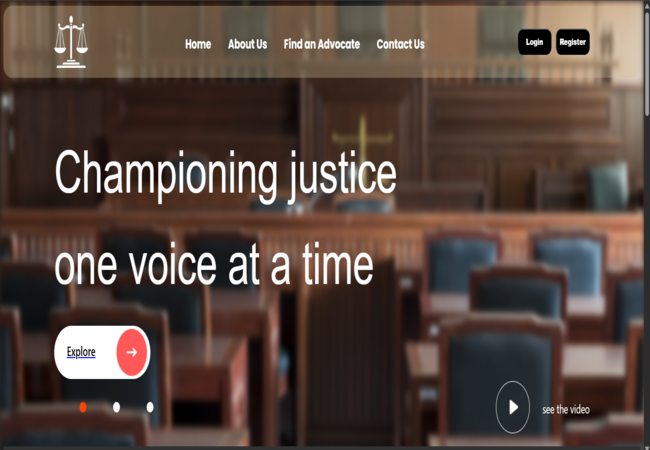 Home About Us Find an Advocate Contact Us Login Register
Championing justice
one voice at a time
Explore
see the video